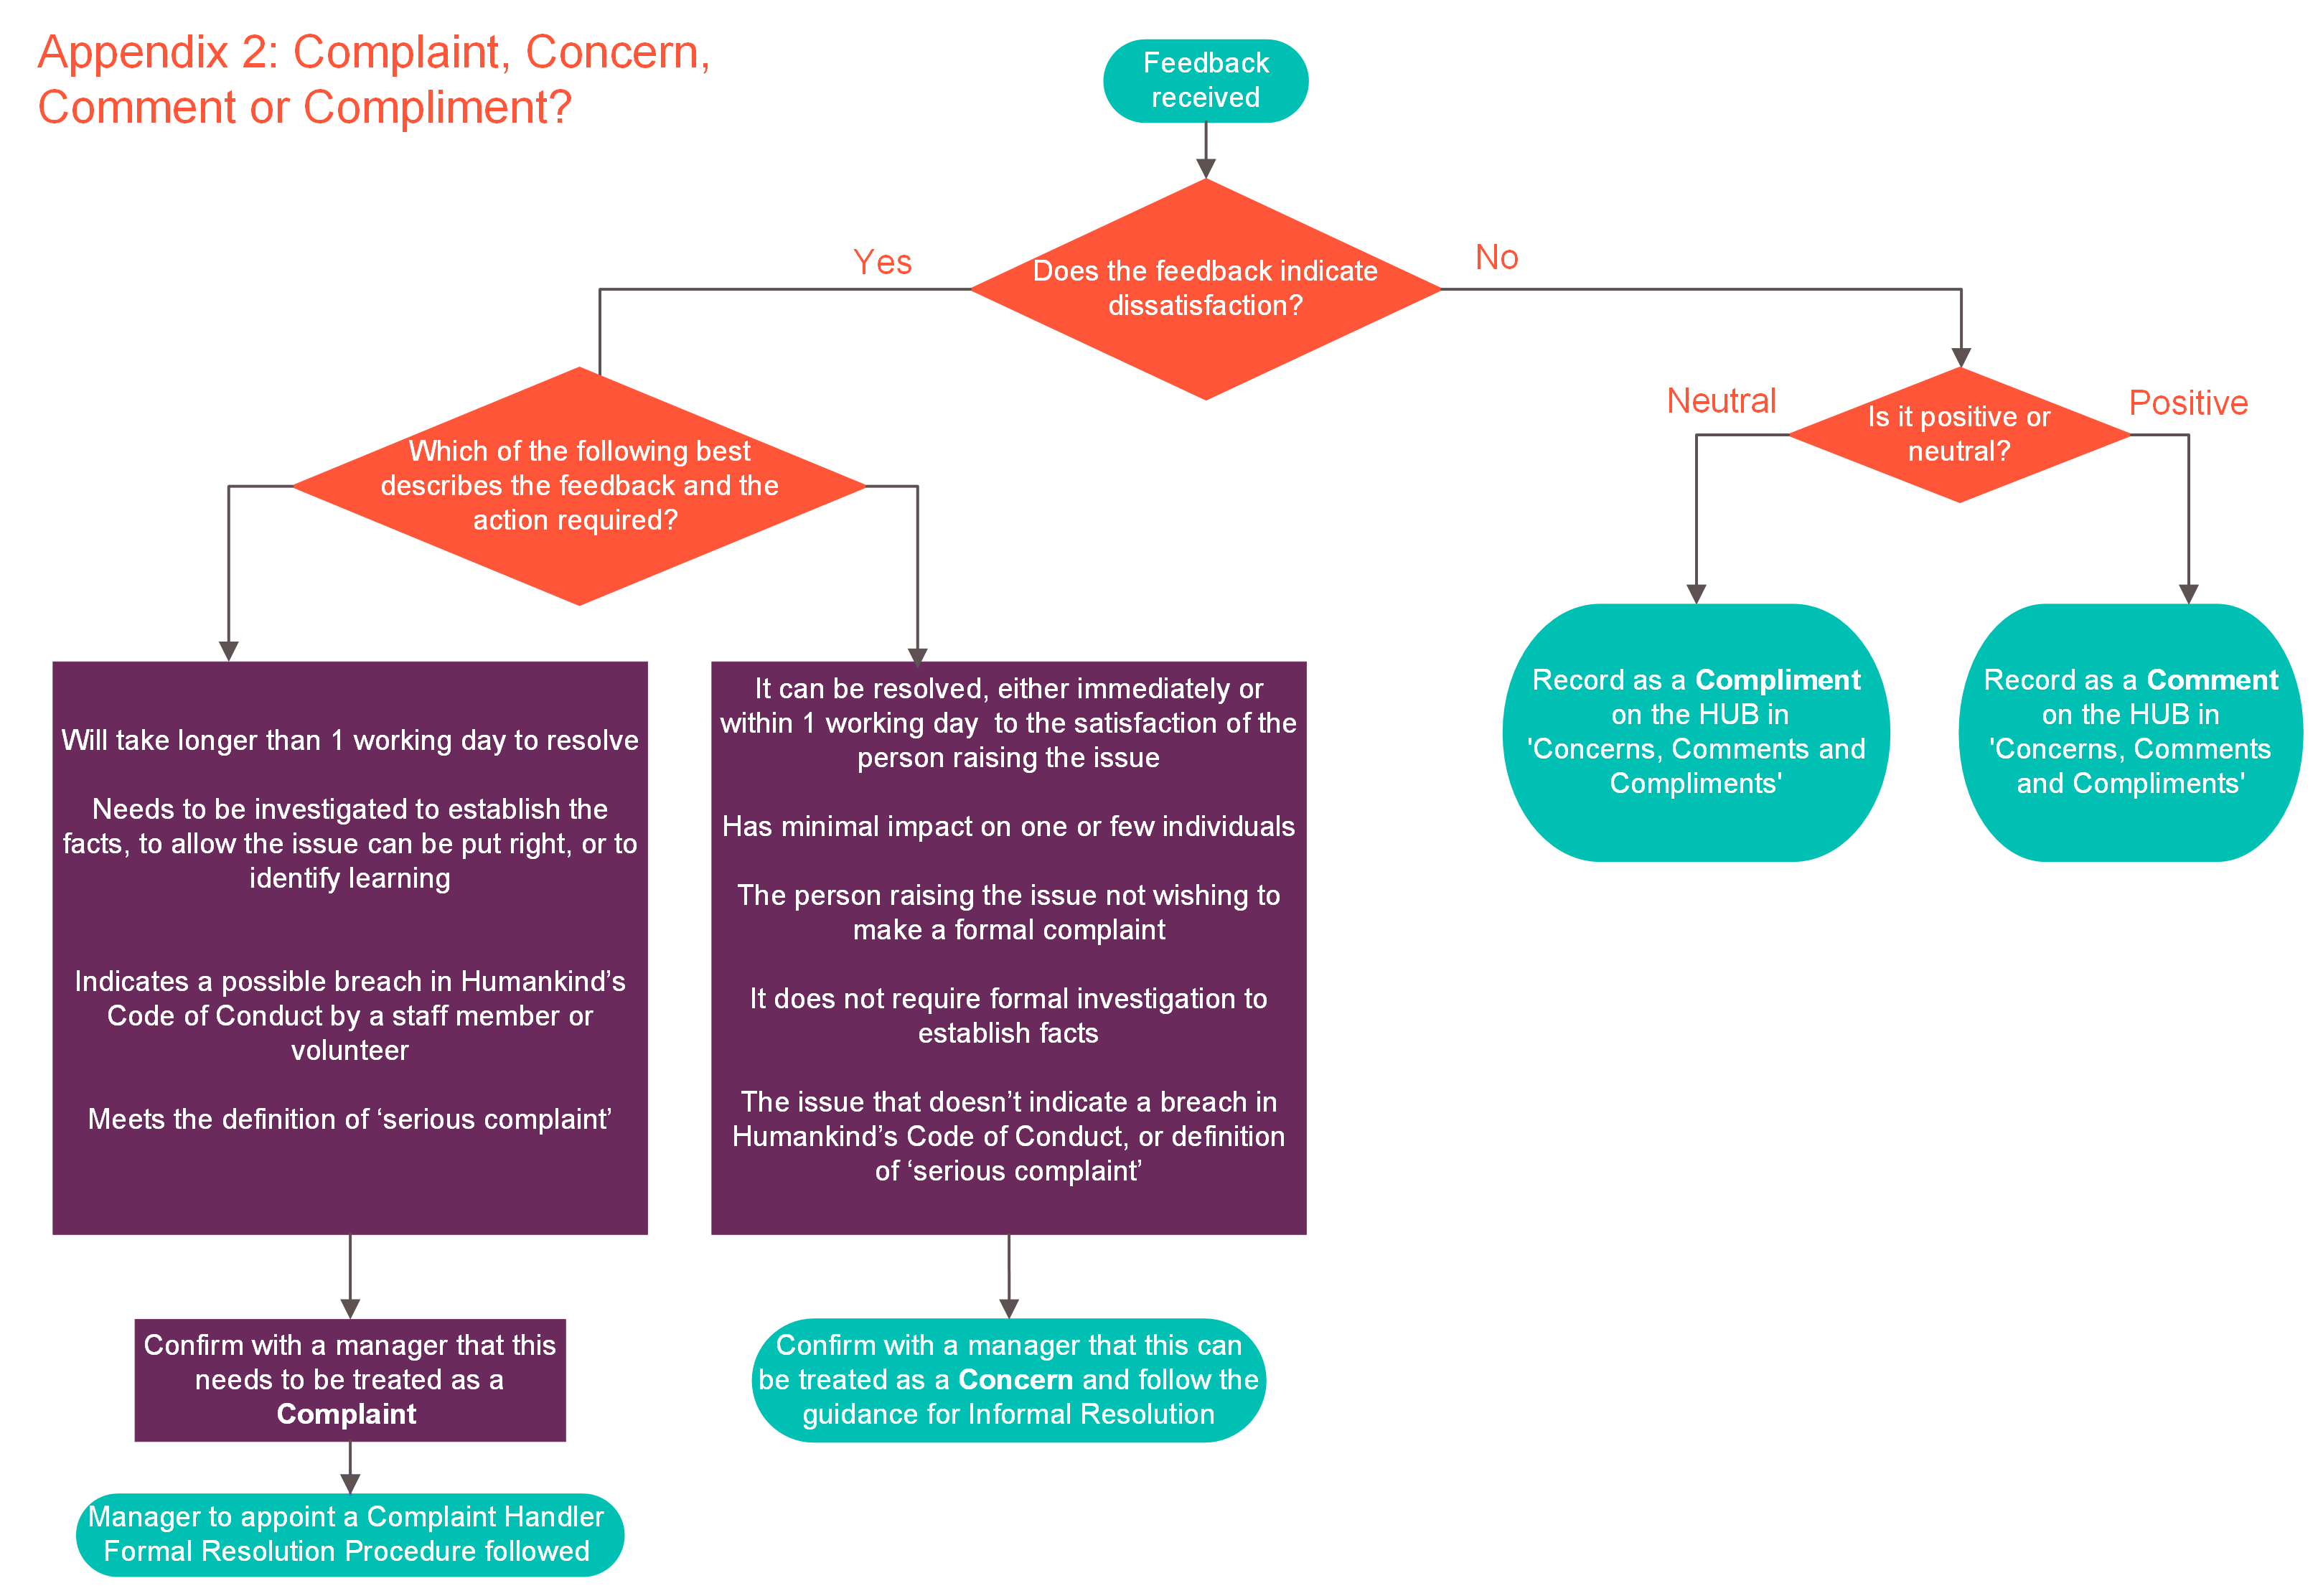 Appendix 2: Complaint, Concern,
Comment or Compliment?
Feedback
received
Does the feedback indicate
dissatisfaction?
Yes
No
Which of the following best
describes the feedback and the
action required?
Is it positive or
neutral?
Neutral
Positive
Will take longer than 1 working day to resolve
Needs to be investigated to establish the
facts, to allow the issue can be put right, or to
identify learning
Indicates a possible breach in Humankind’s
Code of Conduct by a staff member or
volunteer
Meets the definition of ‘serious complaint’
It can be resolved, either immediately or
within 1 working day  to the satisfaction of the
person raising the issue
Has minimal impact on one or few individuals
The person raising the issue not wishing to
make a formal complaint
It does not require formal investigation to
establish facts
The issue that doesn’t indicate a breach in
Humankind’s Code of Conduct, or definition
of ‘serious complaint’
Record as a Compliment
on the HUB in
'Concerns, Comments and
Compliments'
Record as a Comment
on the HUB in
'Concerns, Comments
and Compliments'
Confirm with a manager that this
needs to be treated as a
Complaint
Confirm with a manager that this can
be treated as a Concern and follow the
guidance for Informal Resolution
Manager to appoint a Complaint Handler
Formal Resolution Procedure followed